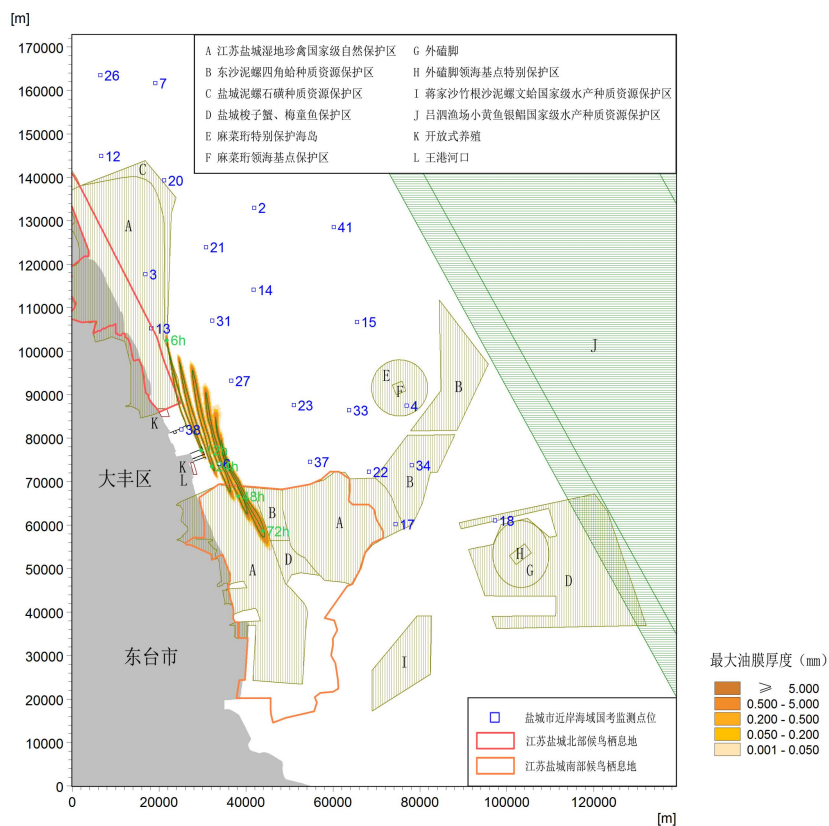 [m]
170000
160000
150000
140000
130000
120000
110000
100000
90000
80000
70000
60000
50000
40000
30000
20000
10000
0
0 20000 40000 60000 80000 100000 120000
[m]
A 江苏盐城湿地珍禽国家级自然保护区
B 东沙泥螺四角蛤种质资源保护区
C 盐城泥螺石磺种质资源保护区
D 盐城梭子蟹、梅童鱼保护区
E 麻菜珩特别保护海岛
F 麻菜珩领海基点保护区
G 外磕脚
H 外磕脚领海基点特别保护区
I 蒋家沙竹根沙泥螺文蛤国家级水产种质资源保护区
J 吕泗渔场小黄鱼银鲳国家级水产种质资源保护区
K 开放式养殖
L 王港河口
26
7
12
C
20
2
A
21
41
3
14
13
31
15
6h
J
27
E
F
B
23
33
4
K
38
大丰区
K
L
37
22
34
B
48h
B
A
17
18
72h
D
H
G
D
A
I
东台市
最大油膜厚度（mm）
≥ 5.000
0.500 - 5.000
0.200 - 0.500
0.050 - 0.200
0.001 - 0.050
盐城市近岸海域国考监测点位
江苏盐城北部候鸟栖息地
江苏盐城南部候鸟栖息地